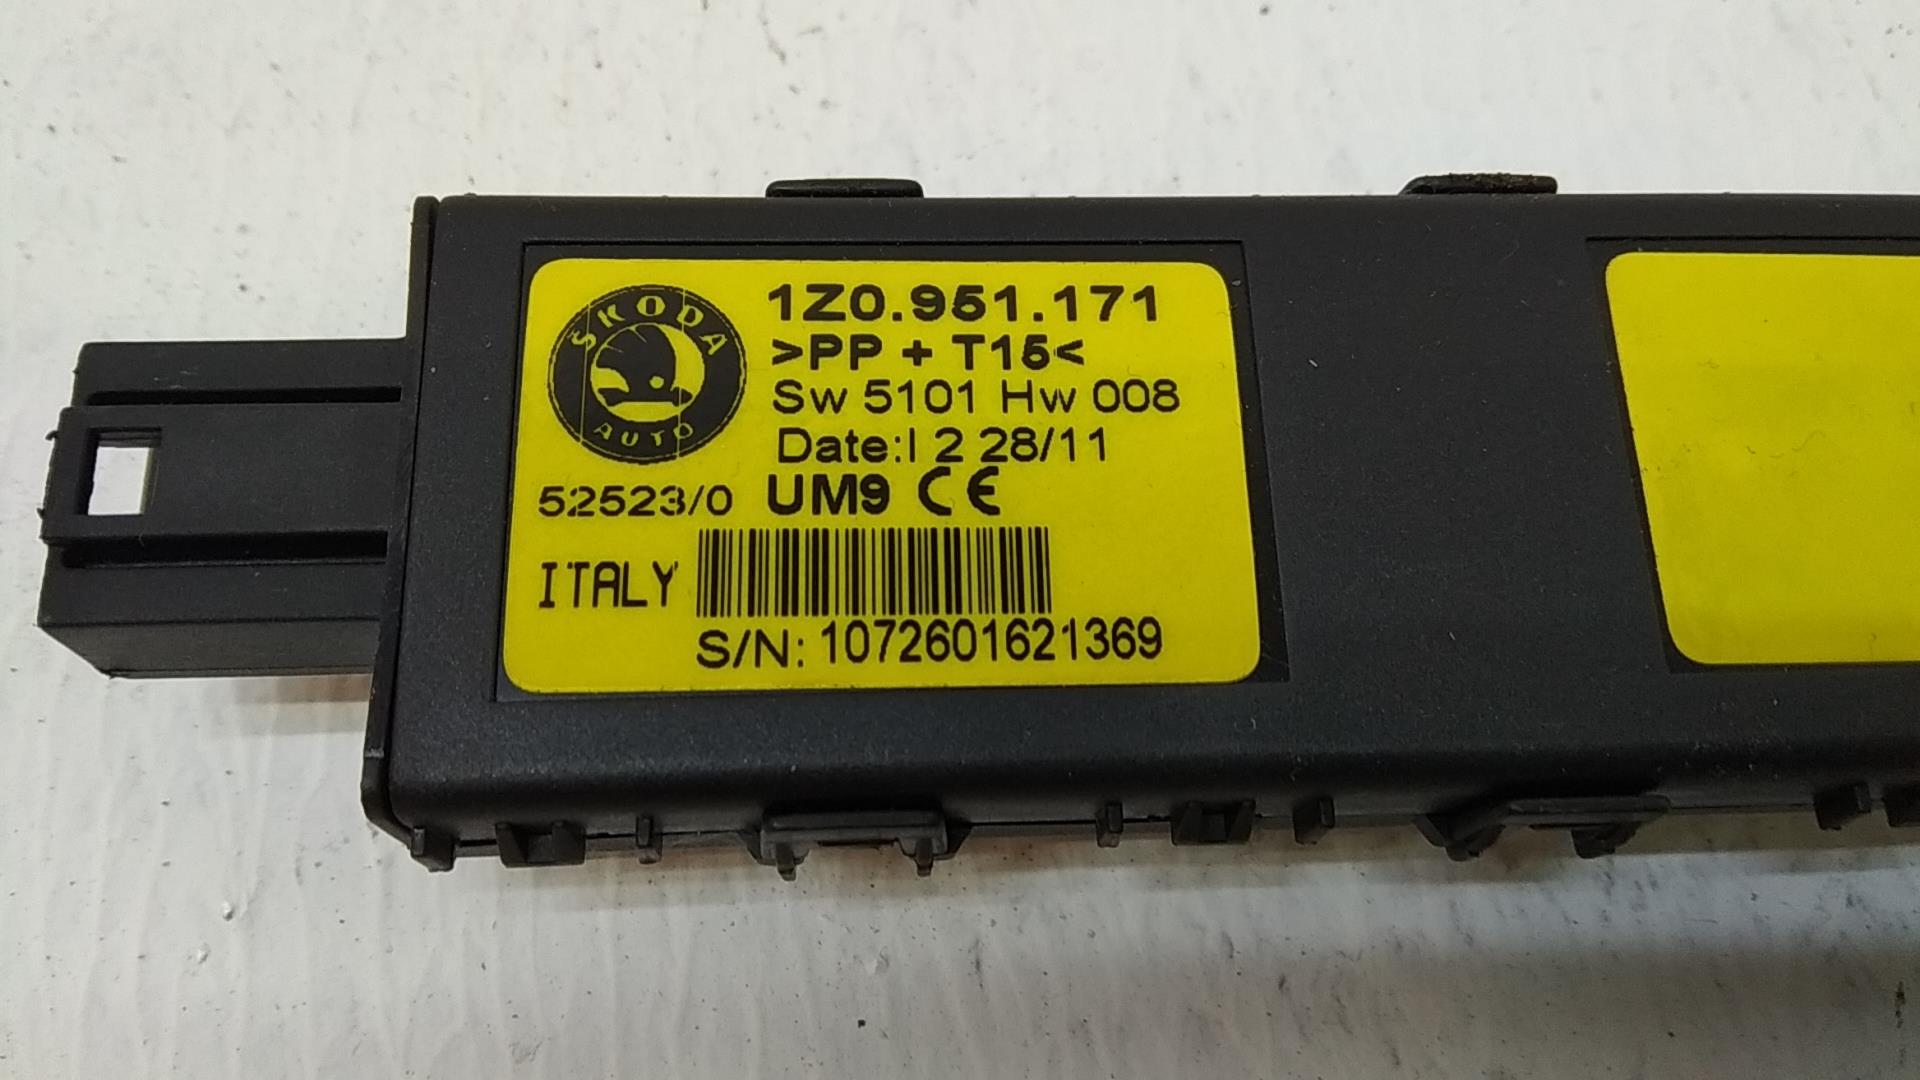 ŠKODA
AUTO
1Z0.951.171
>PP + T15<
Sw 5101 Hw 008
Date:I 2 28/11
52523/0 UM9 CE
ITALY
S/N: 1072601621369